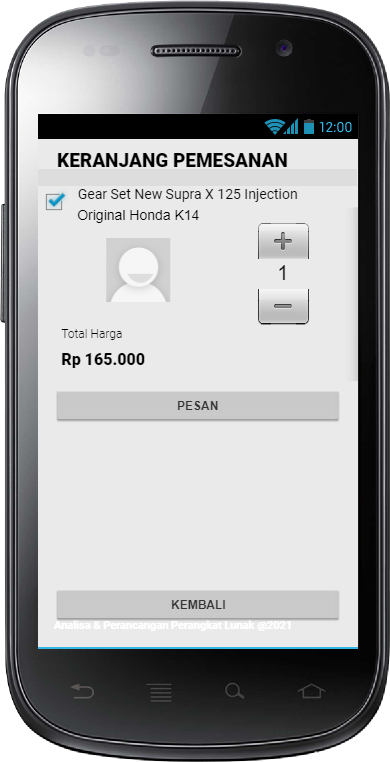 12:00
KERANJANG PEMESANAN
Gear Set New Supra X 125 Injection
Original Honda K14
1
Total Harga
Rp 165.000
PESAN
KEMBALI
Analisa & Perancangan Perangkat Lunak @2021